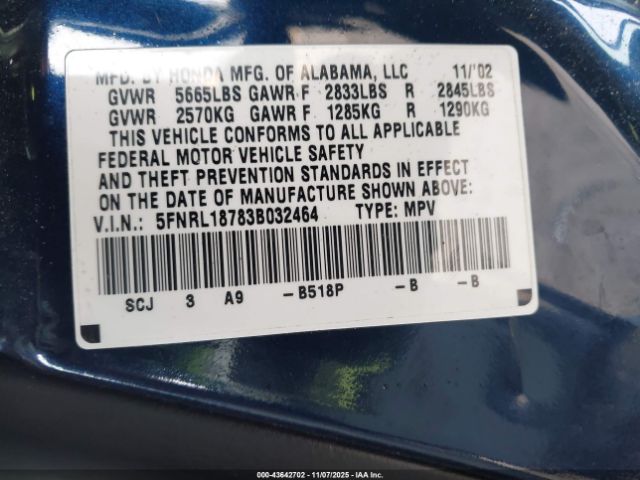 MFD. BY HONDA MFG. OF ALABAMA, LLC 11/'02
GVWR 5665LBS GAWR F 2833LBS R 2845LBS
GVWR 2570KG GAWR F 1285KG R 1290KG
THIS VEHICLE CONFORMS TO ALL APPLICABLE
FEDERAL MOTOR VEHICLE SAFETY
AND THEFT PREVENTION STANDARDS IN EFFECT
ON THE DATE OF MANUFACTURE SHOWN ABOVE:
V.I.N.: 5FNRL18783B032464 TYPE: MPV
SCJ 3 A9 -B518P -B -B
000-43642702 - 11/07/2025 - IAA Inc.